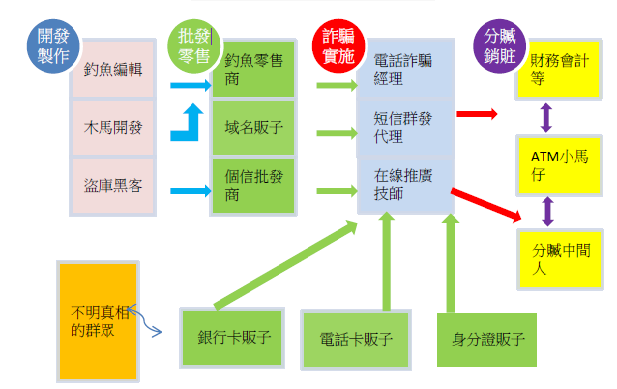 開發
製作
批發
零售
詐騙
實施
分贓
銷賍
釣魚編輯
木馬開發
盜庫黑客
釣魚零售
商
域名販子
個信批發
商
電話詐騙
經理
短信群發
代理
在線推廣
技師
財務會計
等
ATM小馬
仔
分贓中間
人
不明真相
的群眾
銀行卡販子
電話卡販子
身分證販子